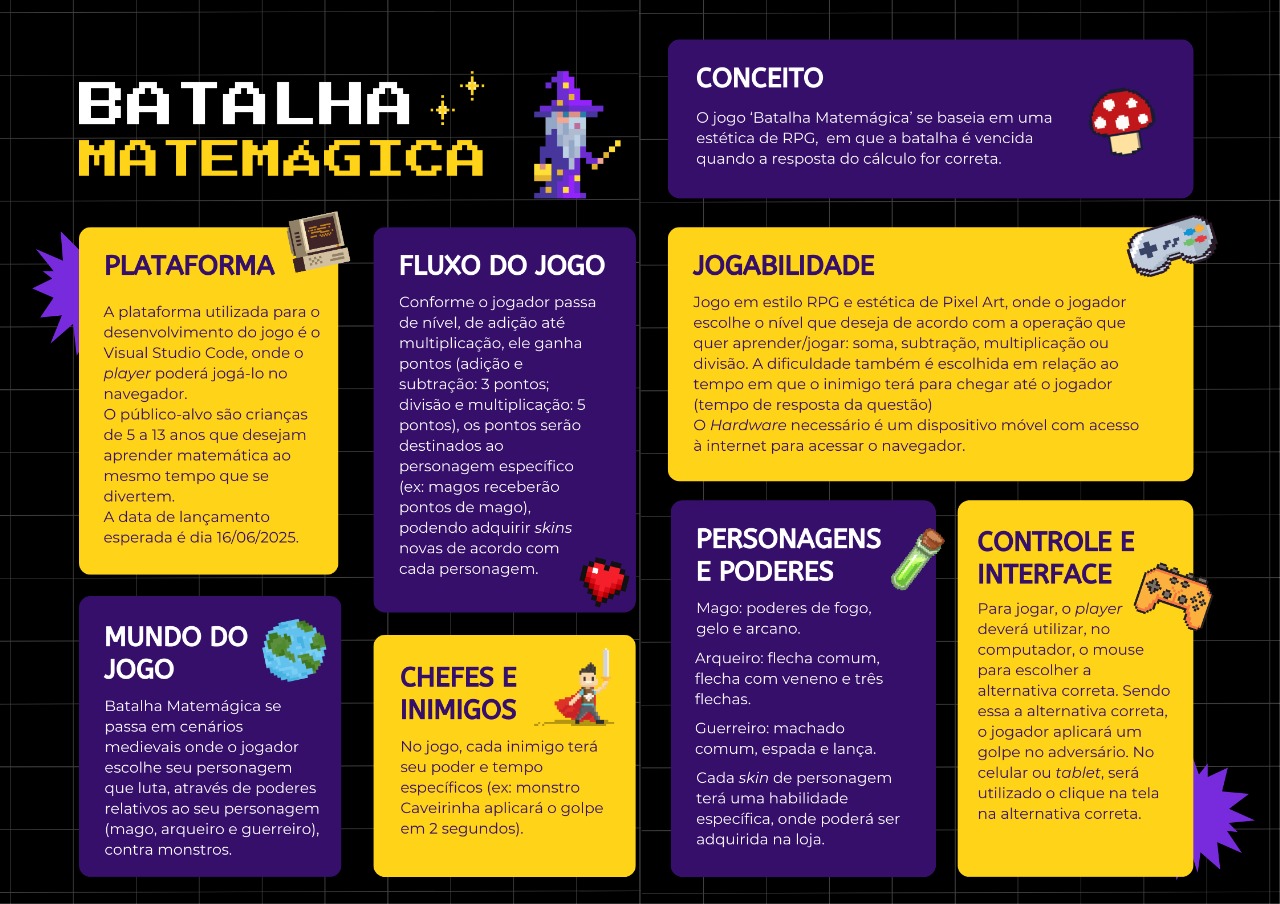 BATALHA
MATEMÁGICA
CONCEITO
O jogo ‘Batalha Matemágica’ se baseia em uma
estética de RPG,  em que a batalha é vencida
quando a resposta do cálculo for correta.
PLATAFORMA
A plataforma utilizada para o
desenvolvimento do jogo é o
Visual Studio Code, onde o
player poderá jogá-lo no
navegador.
O público-alvo são crianças
de 5 a 13 anos que desejam
aprender matemática ao
mesmo tempo que se
divertem.
A data de lançamento
esperada é dia 16/06/2025.
FLUXO DO JOGO
Conforme o jogador passa
de nível, de adição até
multiplicação, ele ganha
pontos (adição e
subtração: 3 pontos;
divisão e multiplicação: 5
pontos), os pontos serão
destinados ao
personagem específico
(ex: magos receberão
pontos de mago),
podendo adquirir skins
novas de acordo com
cada personagem.
JOGABILIDADE
Jogo em estilo RPG e estética de Pixel Art, onde o jogador
escolhe o nível que deseja de acordo com a operação que
quer aprender/jogar: soma, subtração, multiplicação ou
divisão. A dificuldade também é escolhida em relação ao
tempo em que o inimigo terá para chegar até o jogador
(tempo de resposta da questão)
O Hardware necessário é um dispositivo móvel com acesso
à internet para acessar o navegador.
MUNDO DO
JOGO
Batalha Matemágica se
passa em cenários
medievais onde o jogador
escolhe seu personagem
que luta, através de poderes
relativos ao seu personagem
(mago, arqueiro e guerreiro),
contra monstros.
CHEFES E
INIMIGOS
No jogo, cada inimigo terá
seu poder e tempo
específicos (ex: monstro
Caveirinha aplicará o golpe
em 2 segundos).
PERSONAGENS
E PODERES
Mago: poderes de fogo,
gelo e arcano.
Arqueiro: flecha comum,
flecha com veneno e três
flechas.
Guerreiro: machado
comum, espada e lança.
Cada skin de personagem
terá uma habilidade
específica, onde poderá ser
adquirida na loja.
CONTROLE E
INTERFACE
Para jogar, o player
deverá utilizar, no
computador, o mouse
para escolher a
alternativa correta. Sendo
essa a alternativa correta,
o jogador aplicará um
golpe no adversário. No
celular ou tablet, será
utilizado o clique na tela
na alternativa correta.